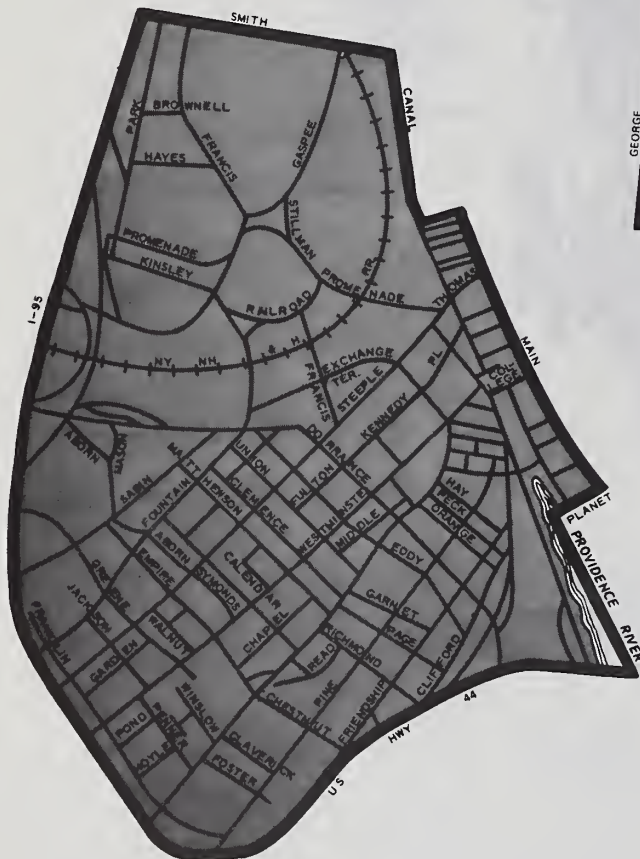 SMITH
CANAL
GEORGE
PARK
BROWNELL
FRANCIS
GASPEE
HAYES
STILLMAN
PROMENADE
KINSLEY
PROMENADE
RR
THOMAS
I-95
RAILROAD
MAIN
NY NH & H
EXCHANGE
TER.
FRANCIS
STEEPLE
PL
COL-
LEGE
KENNEDY
ABORN
MASON
UNION
DORRANCE
MATHEWSON
CLEMENCE
FULTON
SABIN
FOUNTAIN
WESTMINSTER
MIDDLE
HAY
PECK
ORANGE
PLANET
PROVIDENCE RIVER
ABORN
EMPIRE
SYMONDS
CALENDAR
EDDY
GREENE
JACKSON
WALNUT
CHAPEL
GARNET
PAGE
FRANKLIN
GARDEN
READ
RICHMOND
CLIFFORD
WINSLOW
CHESTNUT
PINE
FRIENDSHIP
POND
HOYLE
CLAVERICK
FOSTER
US HWY 44